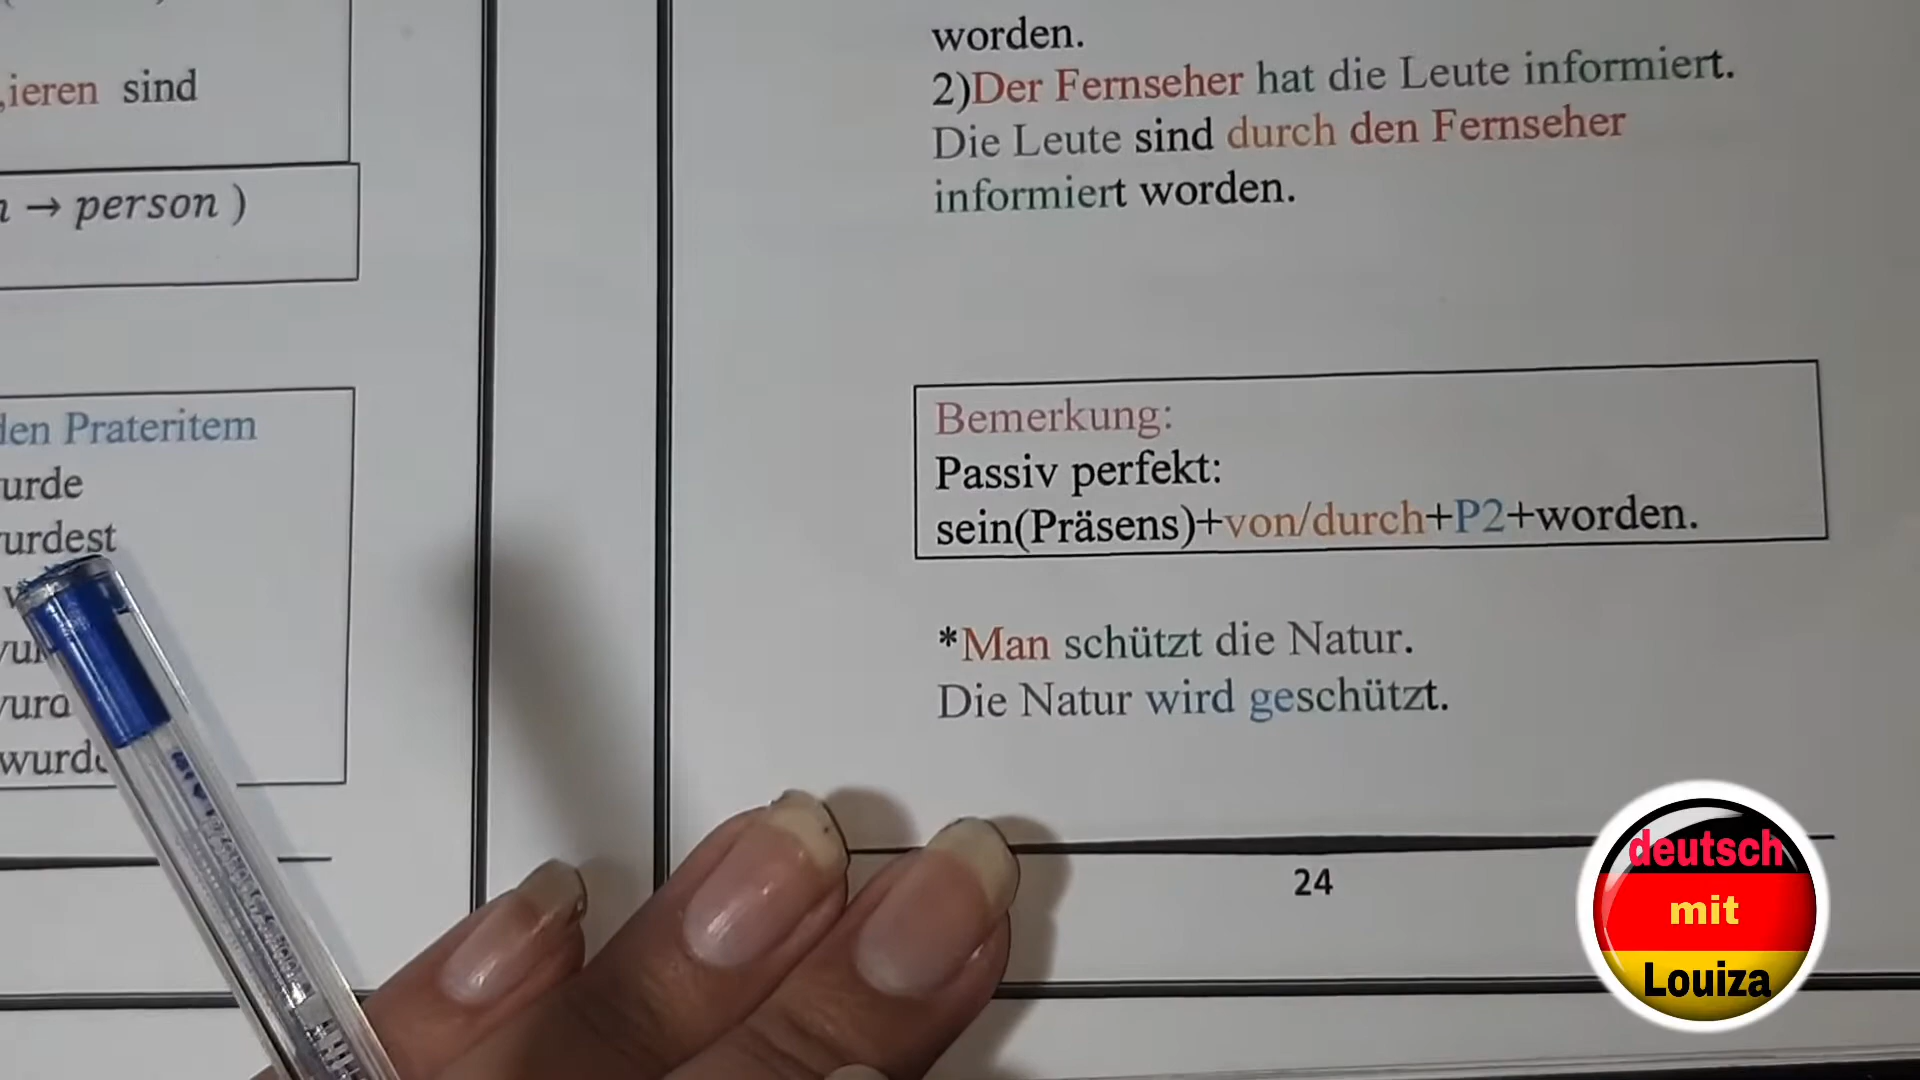 ,ieren sind
→ person )
den Prateritem
urde
urdest
wurde
worden.
2)Der Fernseher hat die Leute informiert.
Die Leute sind durch den Fernseher
informiert worden.
Bemerkung:
Passiv perfekt:
sein(Präsens)+von/durch+P2+worden.
*Man schützt die Natur.
Die Natur wird geschützt.
24
deutsch
mit
Louiza